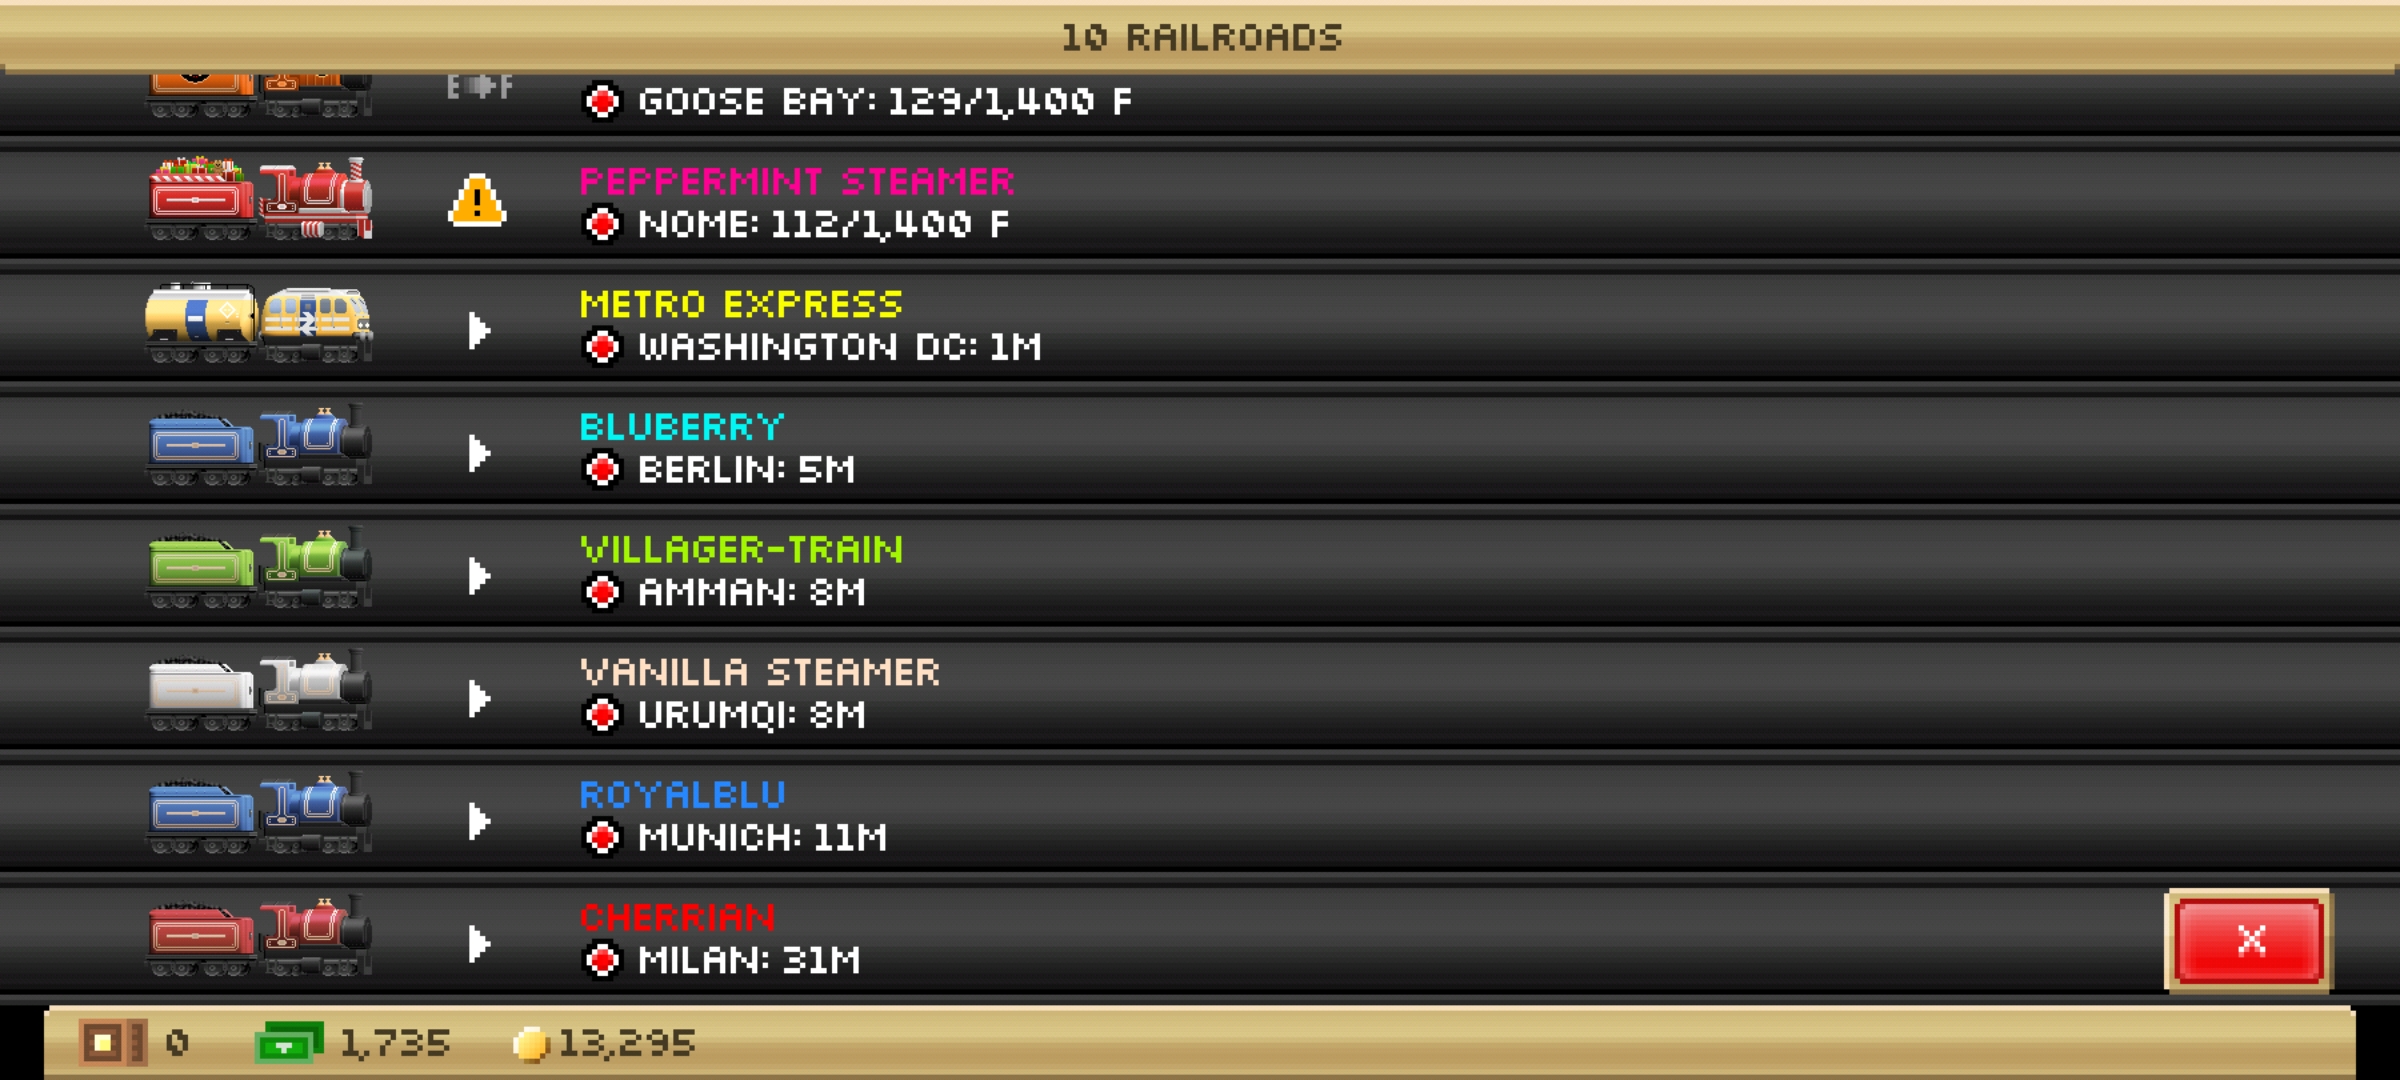 10 RAILROADS
E F
GOOSE BAY: 129/1,400 F
PEPPERMINT STEAMER
NOME: 112/1,400 F
METRO EXPRESS
WASHINGTON DC: 1M
BLUBERRY
BERLIN: 5M
VILLAGER-TRAIN
AMMAN: 8M
VANILLA STEAMER
URUMQI: 8M
ROYALBLU
MUNICH: 11M
CHERRIAN
MILAN: 31M
X
0 1,735 13,295